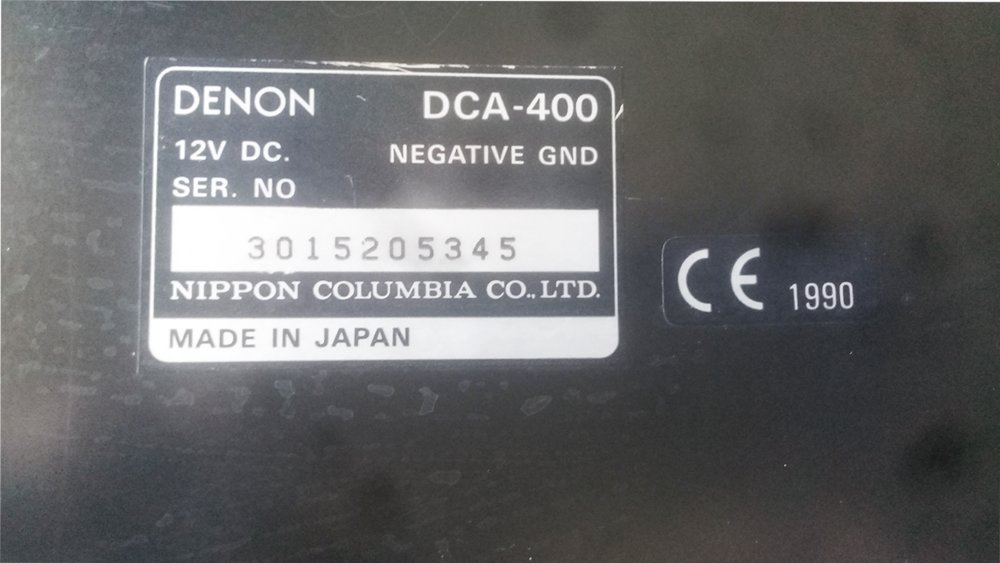 DENON DCA-400
12V DC. NEGATIVE GND
SER. NO
3015205345
NIPPON COLUMBIA CO.,LTD.
MADE IN JAPAN
CE 1990